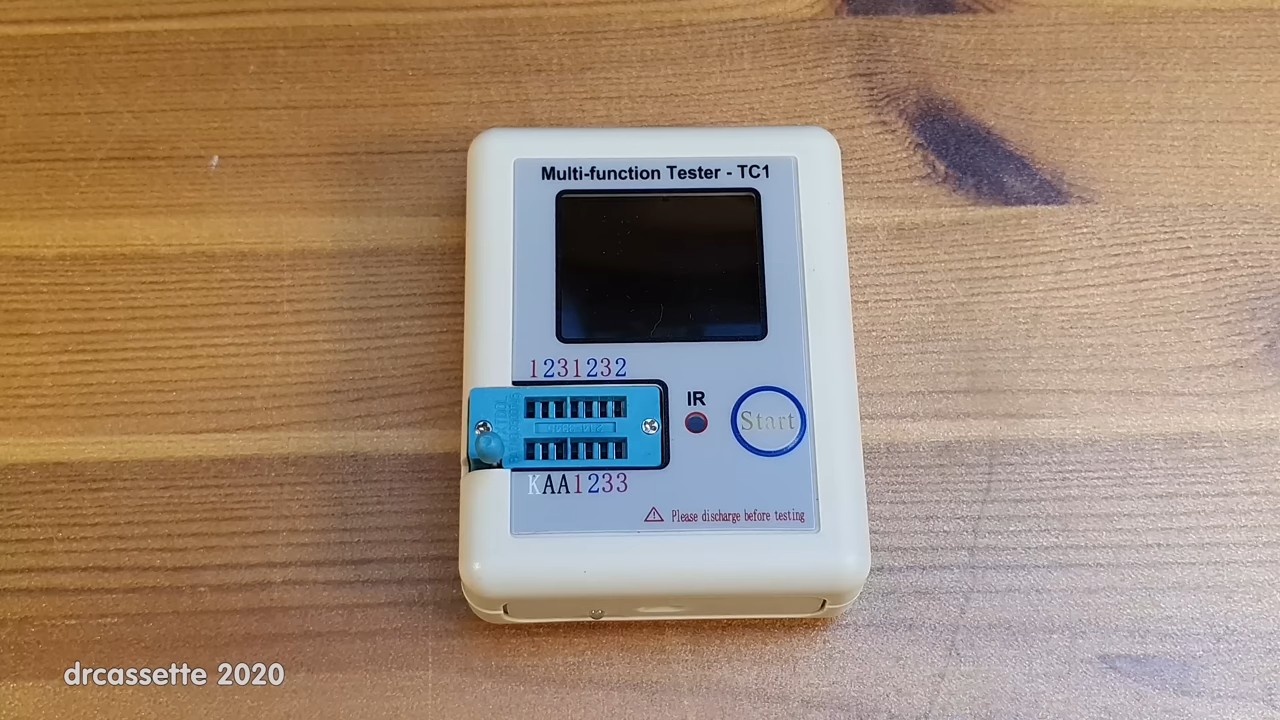 Multi-function Tester - TC1
1231232
IR
Start
KAA1233
Please discharge before testing
drcassette 2020